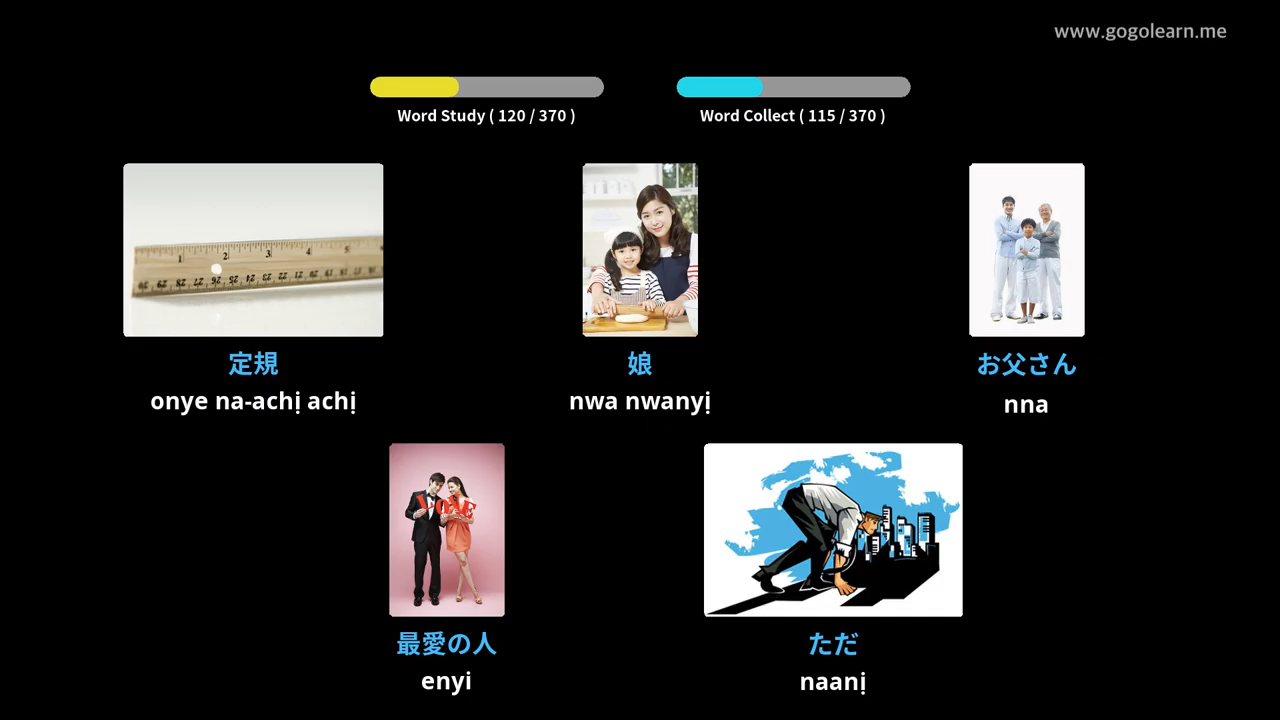 www.gogolearn.me
Word Study ( 120 / 370 )
Word Collect ( 115 / 370 )
定規
onye na-achị achị
娘
nwa nwanyị
お父さん
nna
最愛の人
enyi
ただ
naanị